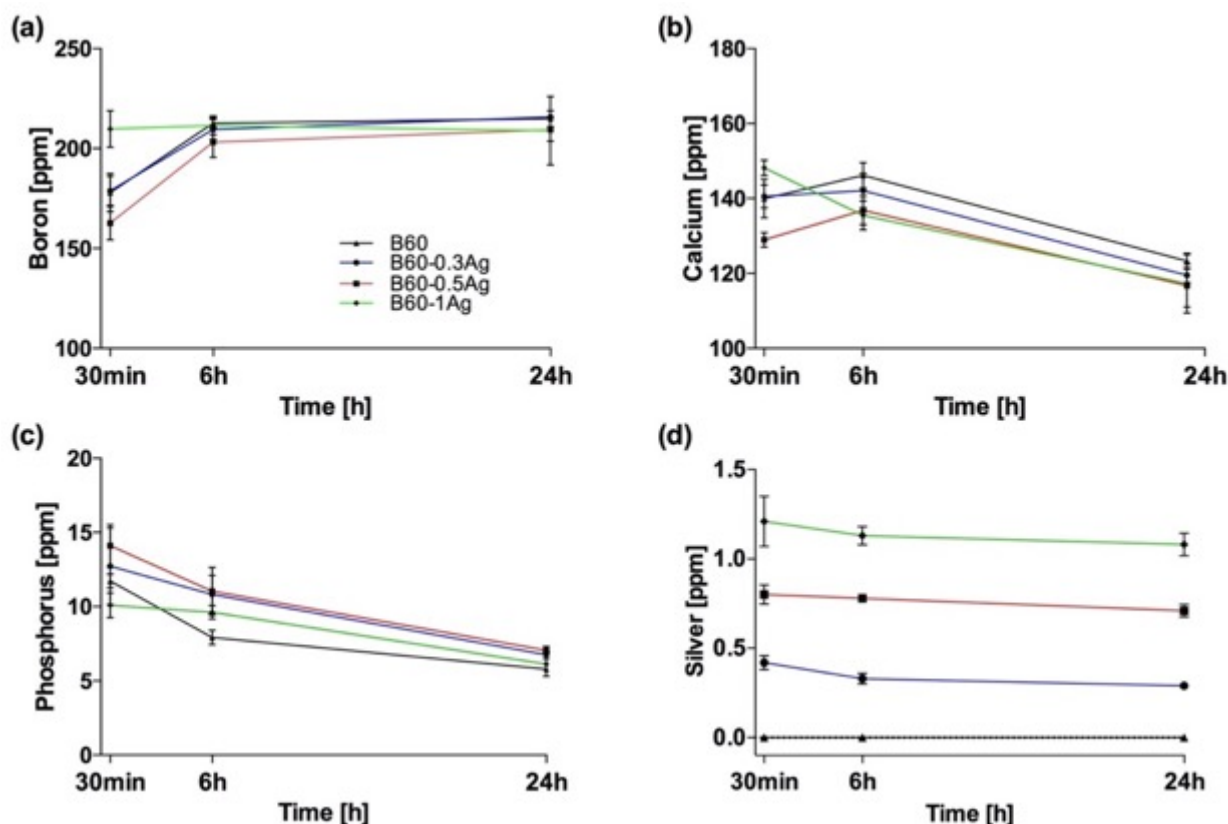 (a)
250
200
150
100
Boron [ppm]
B60
B60-0.3Ag
B60-0.5Ag
B60-1Ag
30min 6h 24h
Time [h]
(b)
180
160
140
120
100
Calcium [ppm]
30min 6h 24h
Time [h]
(c)
20
15
10
5
0
Phosphorus [ppm]
30min 6h 24h
Time [h]
(d)
1.5
1.0
0.5
0.0
Silver [ppm]
30min 6h 24h
Time [h]